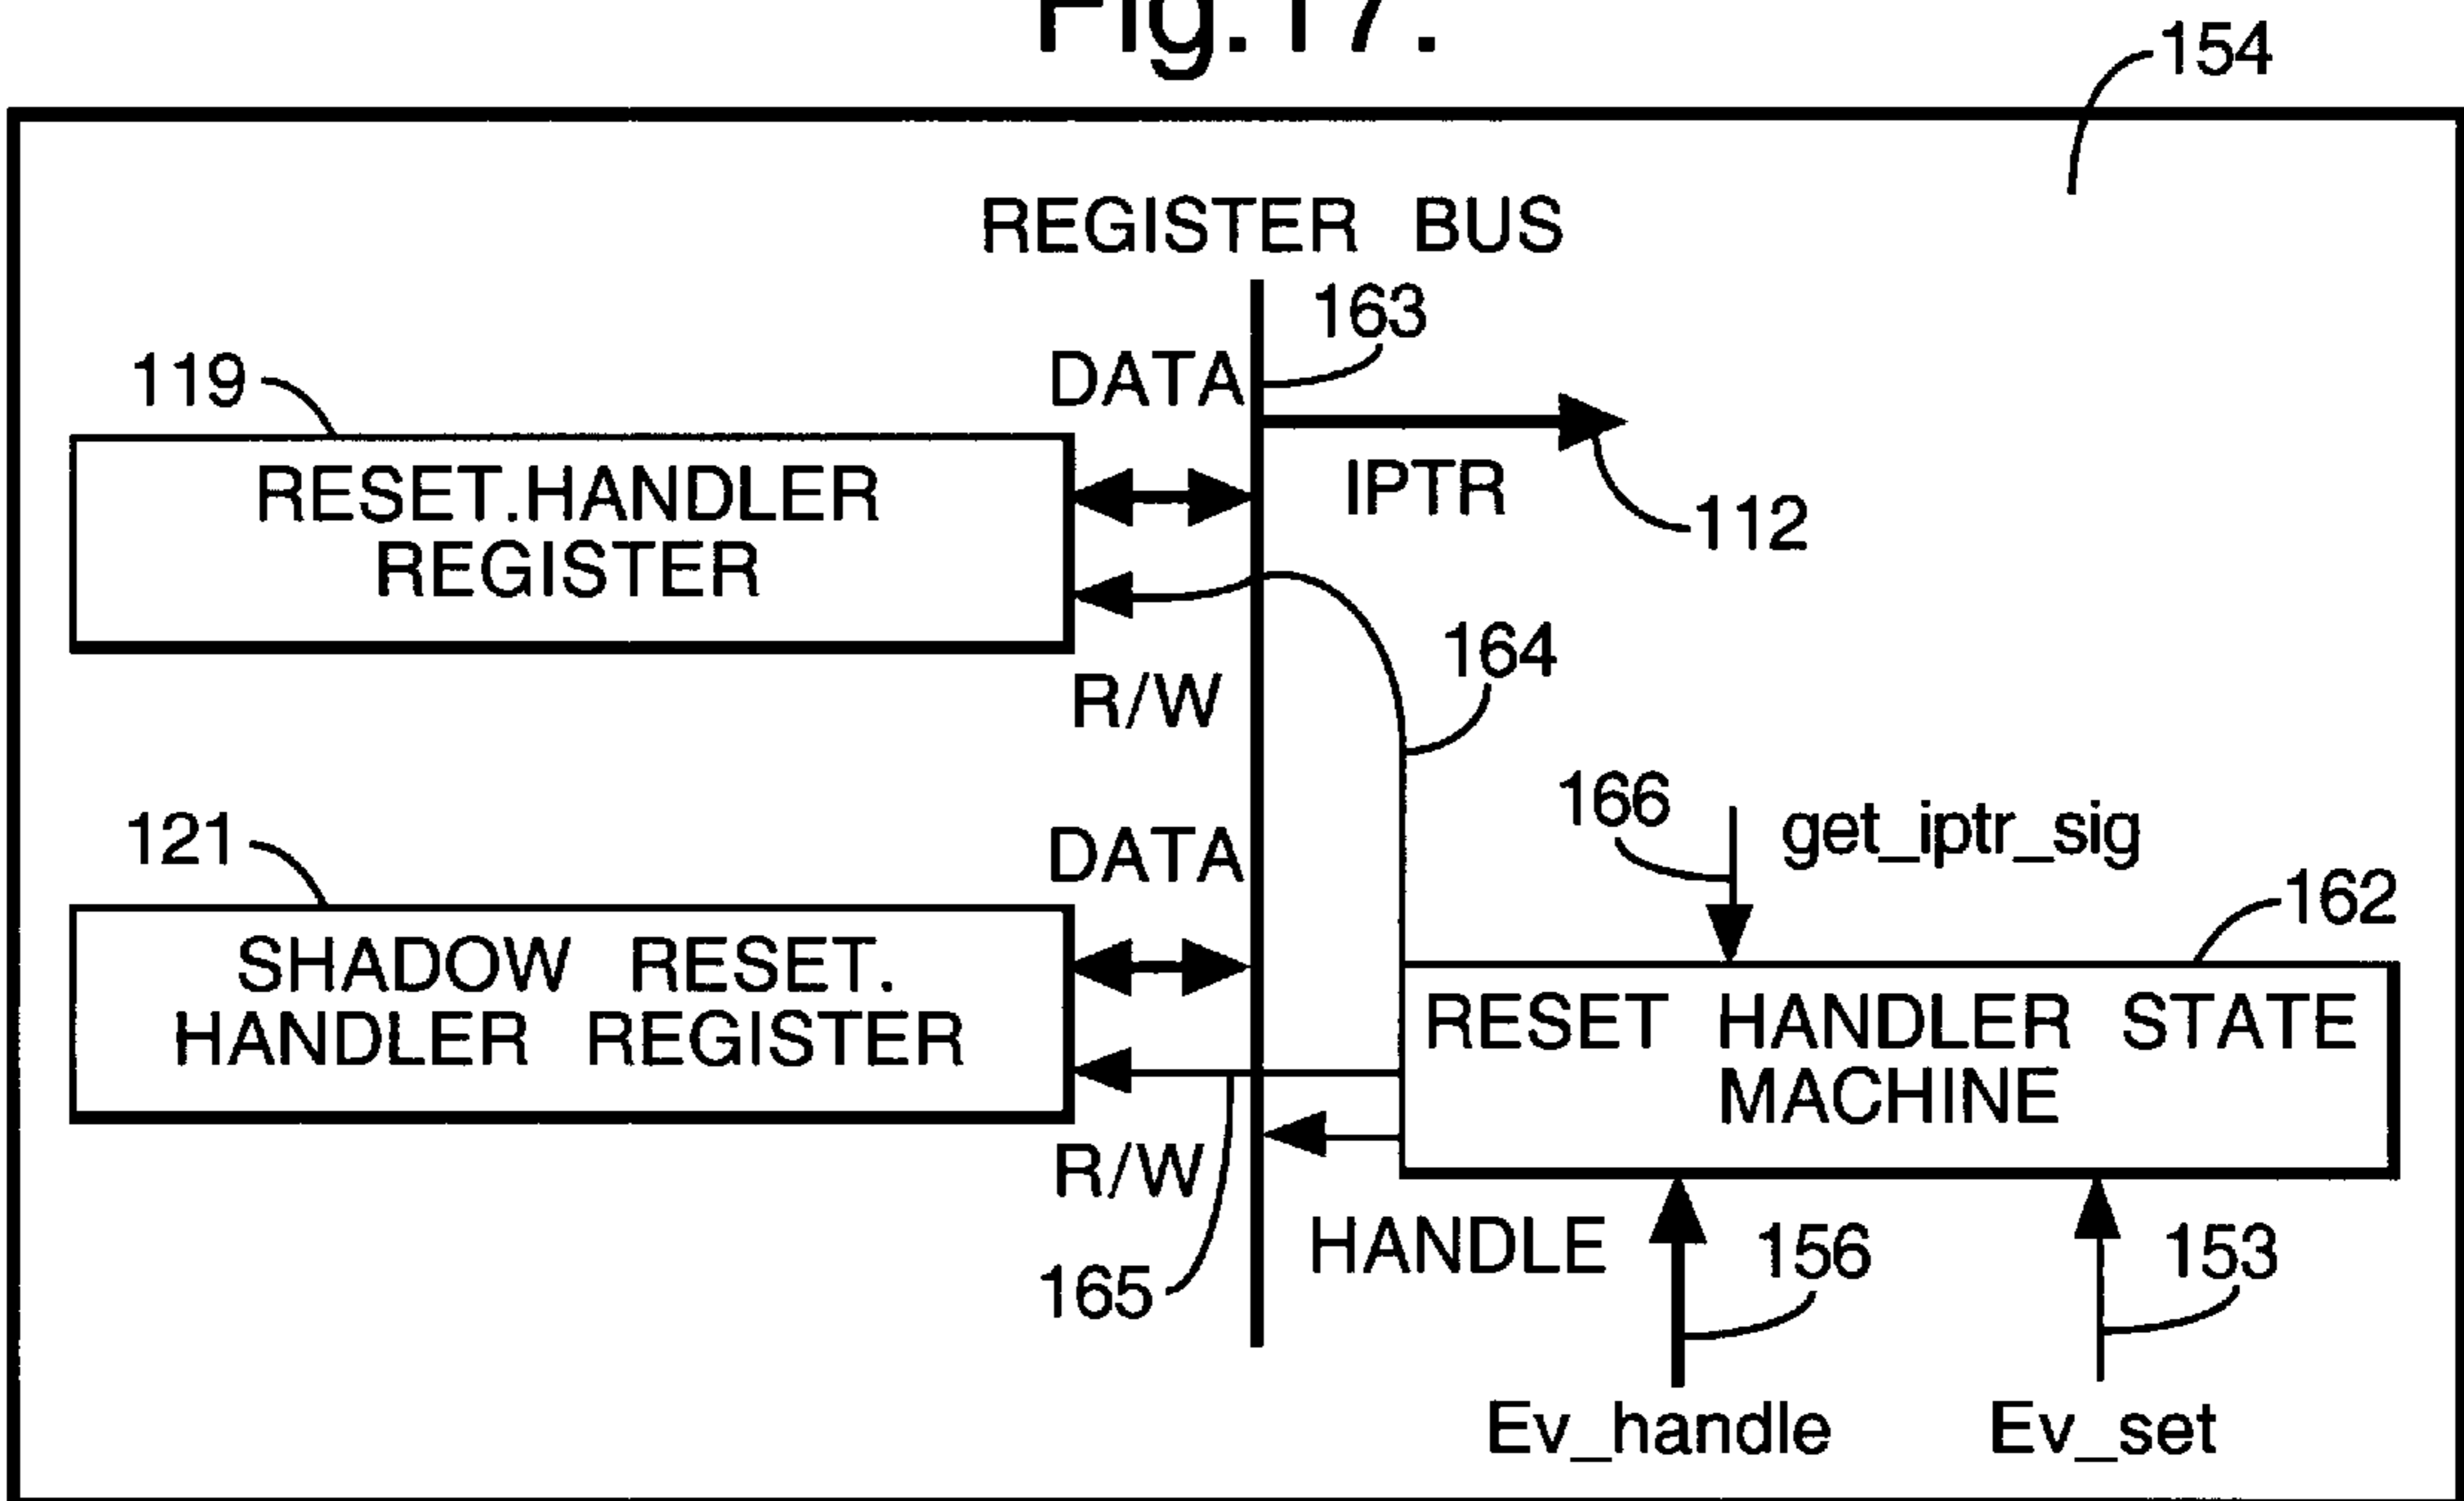 Fig.17.
154
REGISTER BUS
163
DATA
119
RESET.HANDLER
REGISTER
IPTR
112
R/W
164
166
get_iptr_sig
121
DATA
162
SHADOW RESET.
HANDLER REGISTER
RESET HANDLER STATE
MACHINE
R/W
HANDLE
156
153
165
Ev_handle
Ev_set